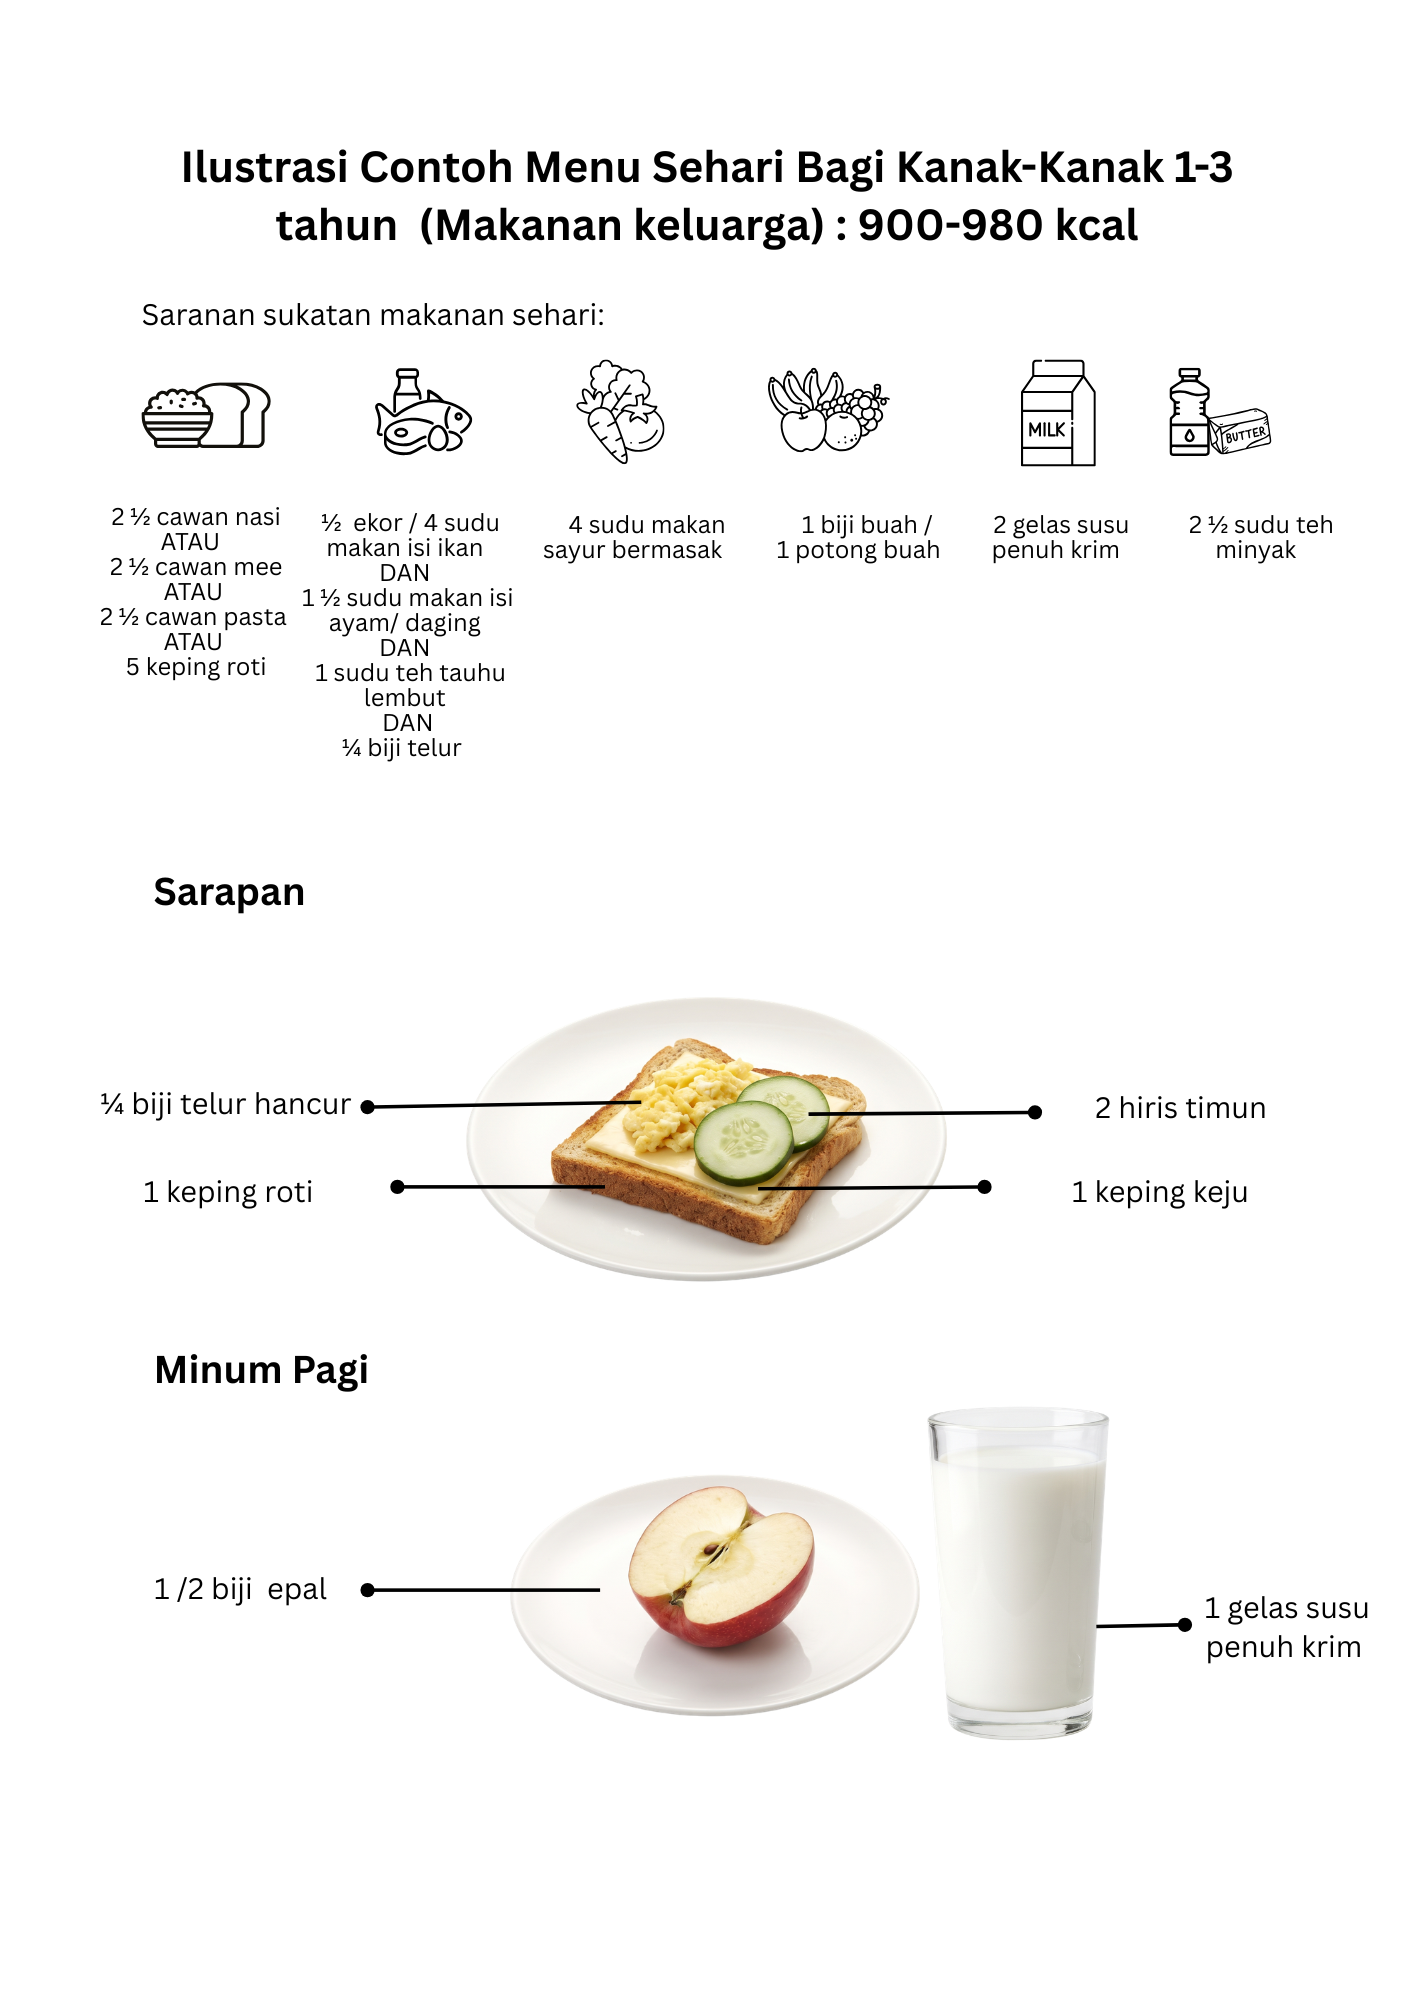 Ilustrasi Contoh Menu Sehari Bagi Kanak-Kanak 1-3
tahun (Makanan keluarga) : 900-980 kcal
Saranan sukatan makanan sehari:
MILK
BUTTER
2 ½ cawan nasi
ATAU
2 ½ cawan mee
ATAU
2 ½ cawan pasta
ATAU
5 keping roti
½ ekor / 4 sudu
makan isi ikan
DAN
1 ½ sudu makan isi
ayam/ daging
DAN
1 sudu teh tauhu
lembut
DAN
¼ biji telur
4 sudu makan
sayur bermasak
1 biji buah /
1 potong buah
2 gelas susu
penuh krim
2 ½ sudu teh
minyak
Sarapan
¼ biji telur hancur
2 hiris timun
1 keping roti
1 keping keju
Minum Pagi
1 /2 biji epal
1 gelas susu
penuh krim